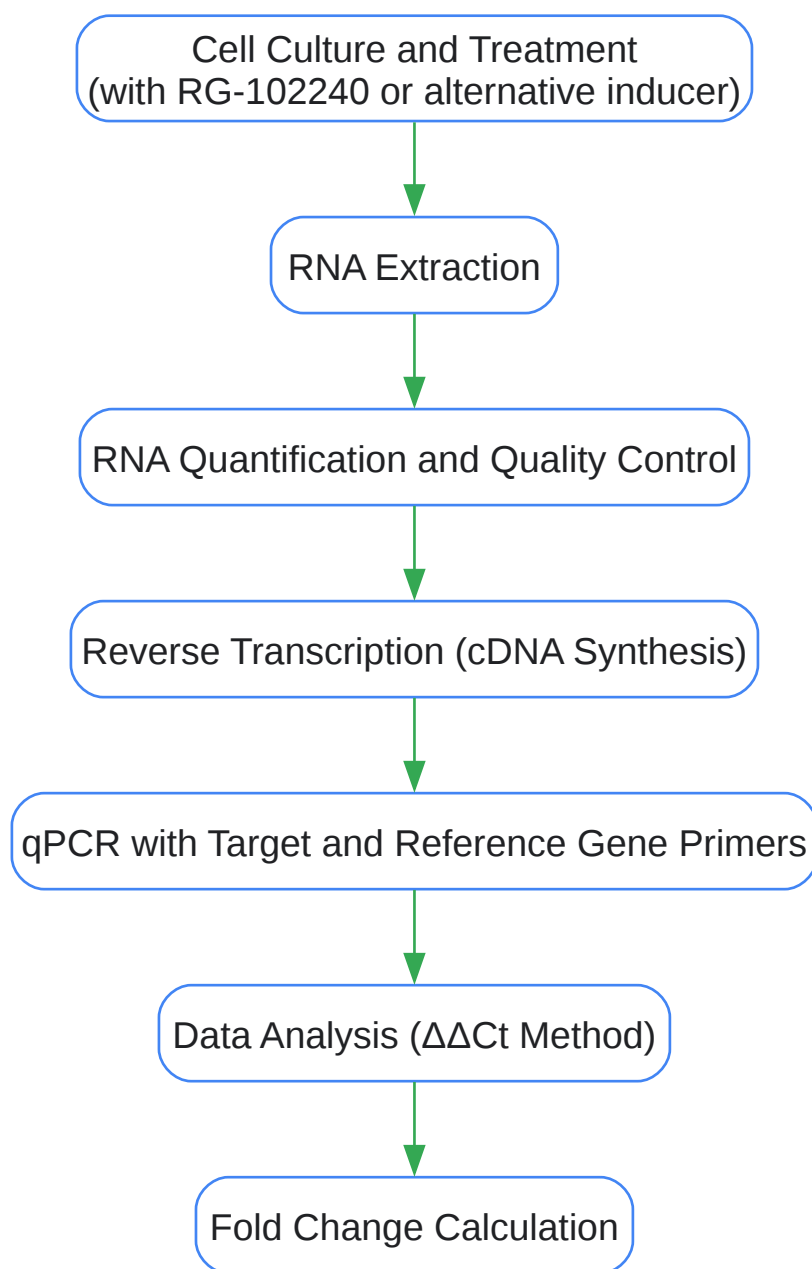 Cell Culture and Treatment
(with RG-102240 or alternative inducer)
RNA Extraction
RNA Quantification and Quality Control
Reverse Transcription (cDNA Synthesis)
qPCR with Target and Reference Gene Primers
Data Analysis (ΔΔCt Method)
Fold Change Calculation